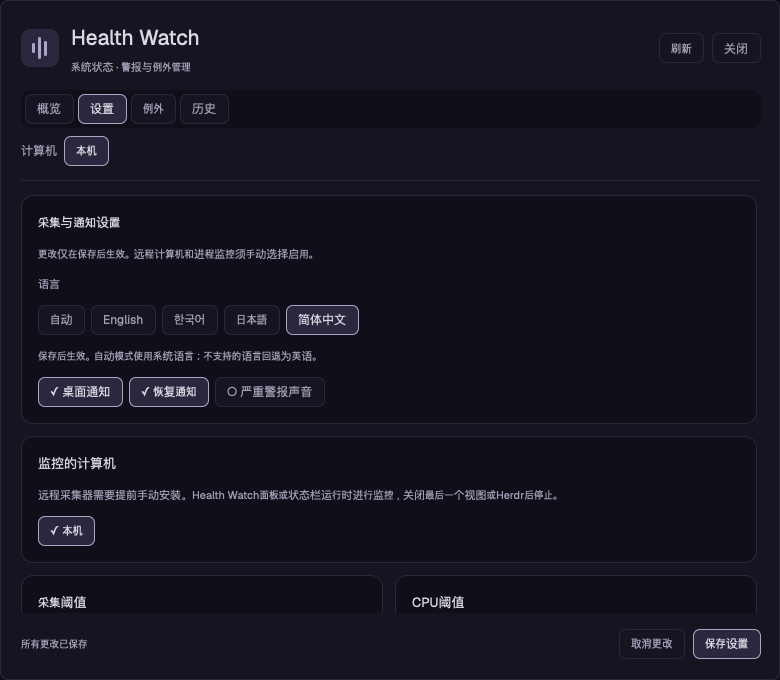 Health Watch
系统状态 · 警报与例外管理
刷新 关闭
概览 设置 例外 历史
计算机 本机
采集与通知设置
更改仅在保存后生效。远程计算机和进程监控须手动选择启用。
语言
自动 English 한국어 日本語 简体中文
保存后生效。自动模式使用系统语言；不支持的语言回退为英语。
✓ 桌面通知 ✓ 恢复通知 ○ 严重警报声音
监控的计算机
远程采集器需要提前手动安装。Health Watch面板或状态栏运行时进行监控，关闭最后一个视图或Herdr后停止。
✓ 本机
采集阈值 CPU阈值
所有更改已保存 取消更改 保存设置